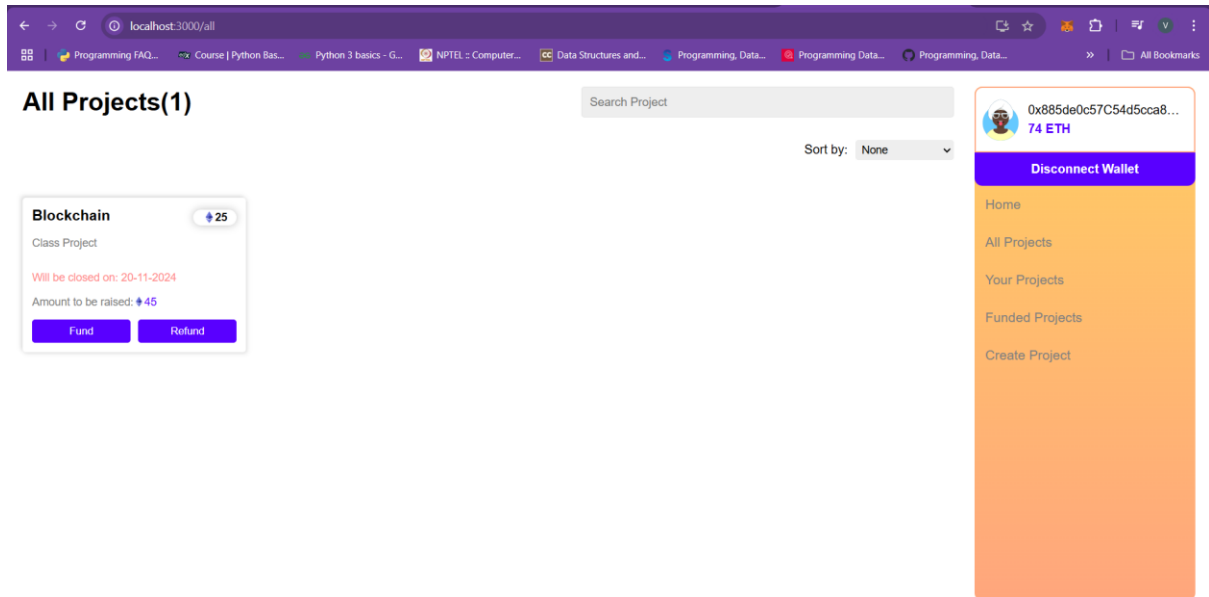 localhost:3000/all
Programming FAQ... Course | Python Bas... Python 3 basics - G... NPTEL :: Computer... Data Structures and... Programming, Data... Programming Data... Programming, Data... » All Bookmarks
All Projects(1)
Search Project
Sort by: None
0x885de0c57C54d5cca8...
74 ETH
Disconnect Wallet
Home
All Projects
Your Projects
Funded Projects
Create Project
Blockchain 25
Class Project
Will be closed on: 20-11-2024
Amount to be raised: 45
Fund Refund